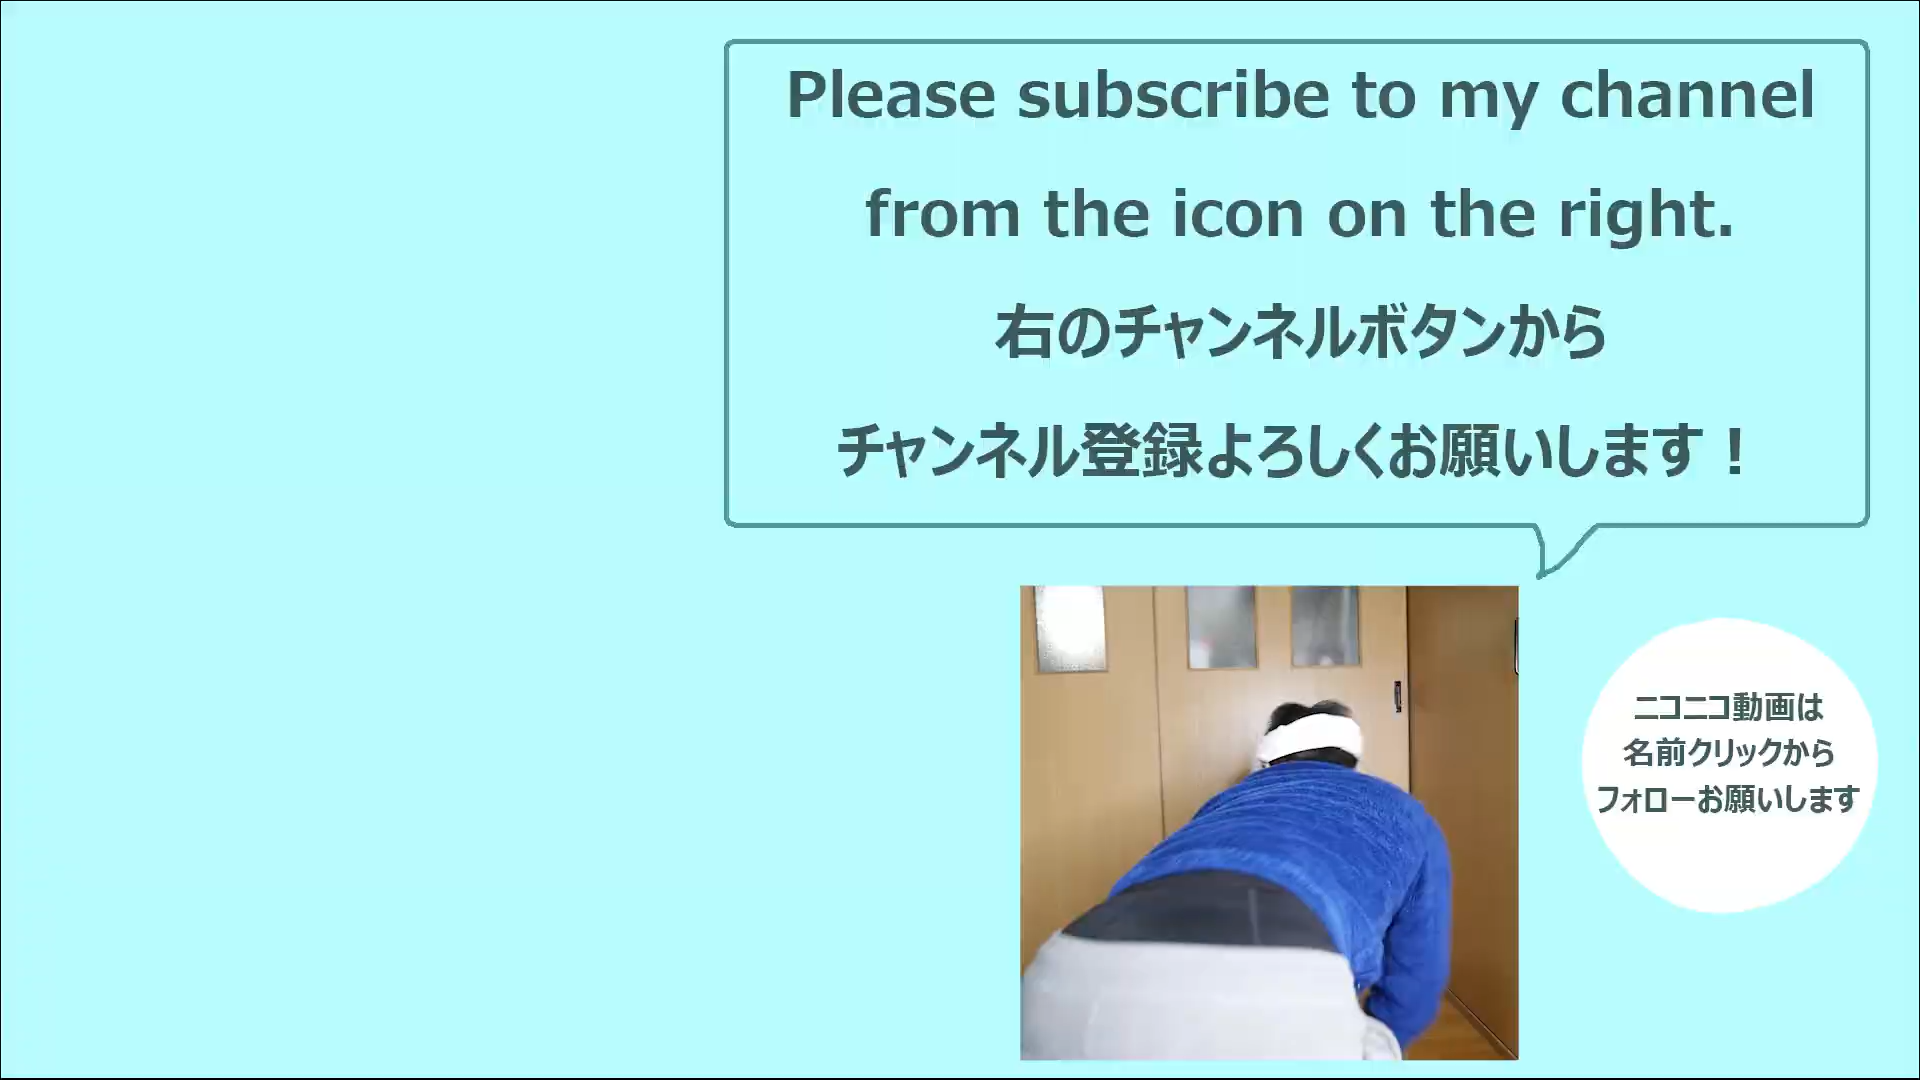 Please subscribe to my channel
from the icon on the right.
右のチャンネルボタンから
チャンネル登録よろしくお願いします！
ニコニコ動画は
名前クリックから
フォローお願いします